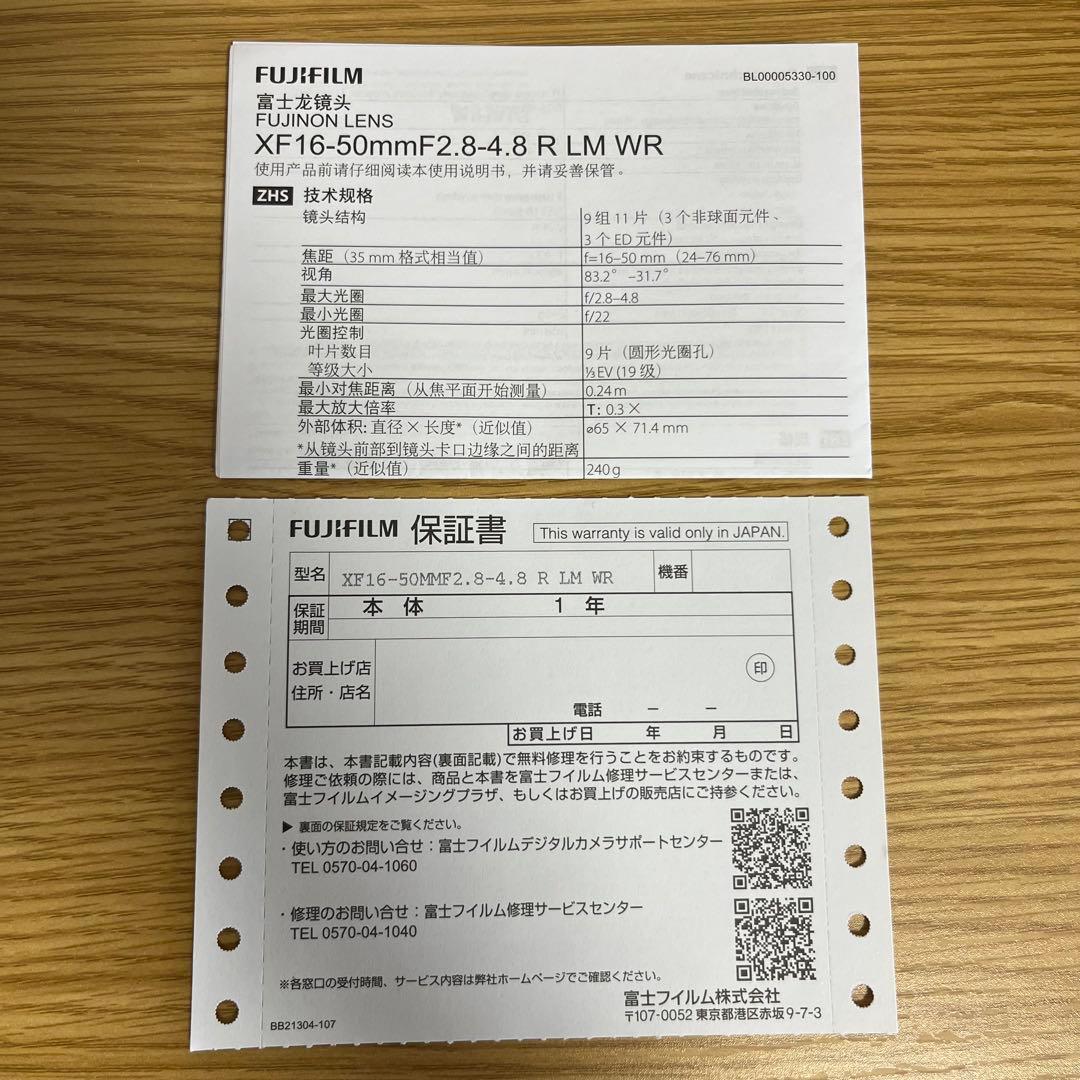 FUJIFILM
BL00005330-100
富士龙镜头
FUJINON LENS
XF16-50mmF2.8-4.8 R LM WR
使用产品前请仔细阅读本使用说明书，并请妥善保管。
ZHS 技术规格
镜头结构 9 组 11 片（3 个非球面元件、
3 个 ED 元件）
焦距（35 mm 格式相当值） f=16–50 mm（24–76 mm）
视角 83.2° –31.7°
最大光圈 f/2.8–4.8
最小光圈 f/22
光圈控制
叶片数目 9 片（圆形光圈孔）
等级大小 ⅓ EV (19 级)
最小对焦距离（从焦平面开始测量） 0.24 m
最大放大倍率 T: 0.3 ×
外部体积: 直径 × 长度*（近似值） ø65 × 71.4 mm
*从镜头前部到镜头卡口边缘之间的距离
重量*（近似值） 240 g
FUJIFILM 保証書 This warranty is valid only in JAPAN.
型名 XF16-50MMF2.8-4.8 R LM WR 機番
保証期間 本体 1年
お買上げ店
住所・店名
印
電話 － －
お買上げ日 年 月 日
本書は、本書記載内容(裏面記載)で無料修理を行うことをお約束するものです。
修理ご依頼の際には、商品と本書を富士フイルム修理サービスセンターまたは、
富士フイルムイメージングプラザ、もしくはお買上げの販売店にご持参ください。
▶ 裏面の保証規定をご覧ください。
・使い方のお問い合せ：富士フイルムデジタルカメラサポートセンター
TEL 0570-04-1060
・修理のお問い合せ：富士フイルム修理サービスセンター
TEL 0570-04-1040
※各窓口の受付時間、サービス内容は弊社ホームページでご確認ください。
富士フイルム株式会社
〒107-0052 東京都港区赤坂9-7-3
BB21304-107